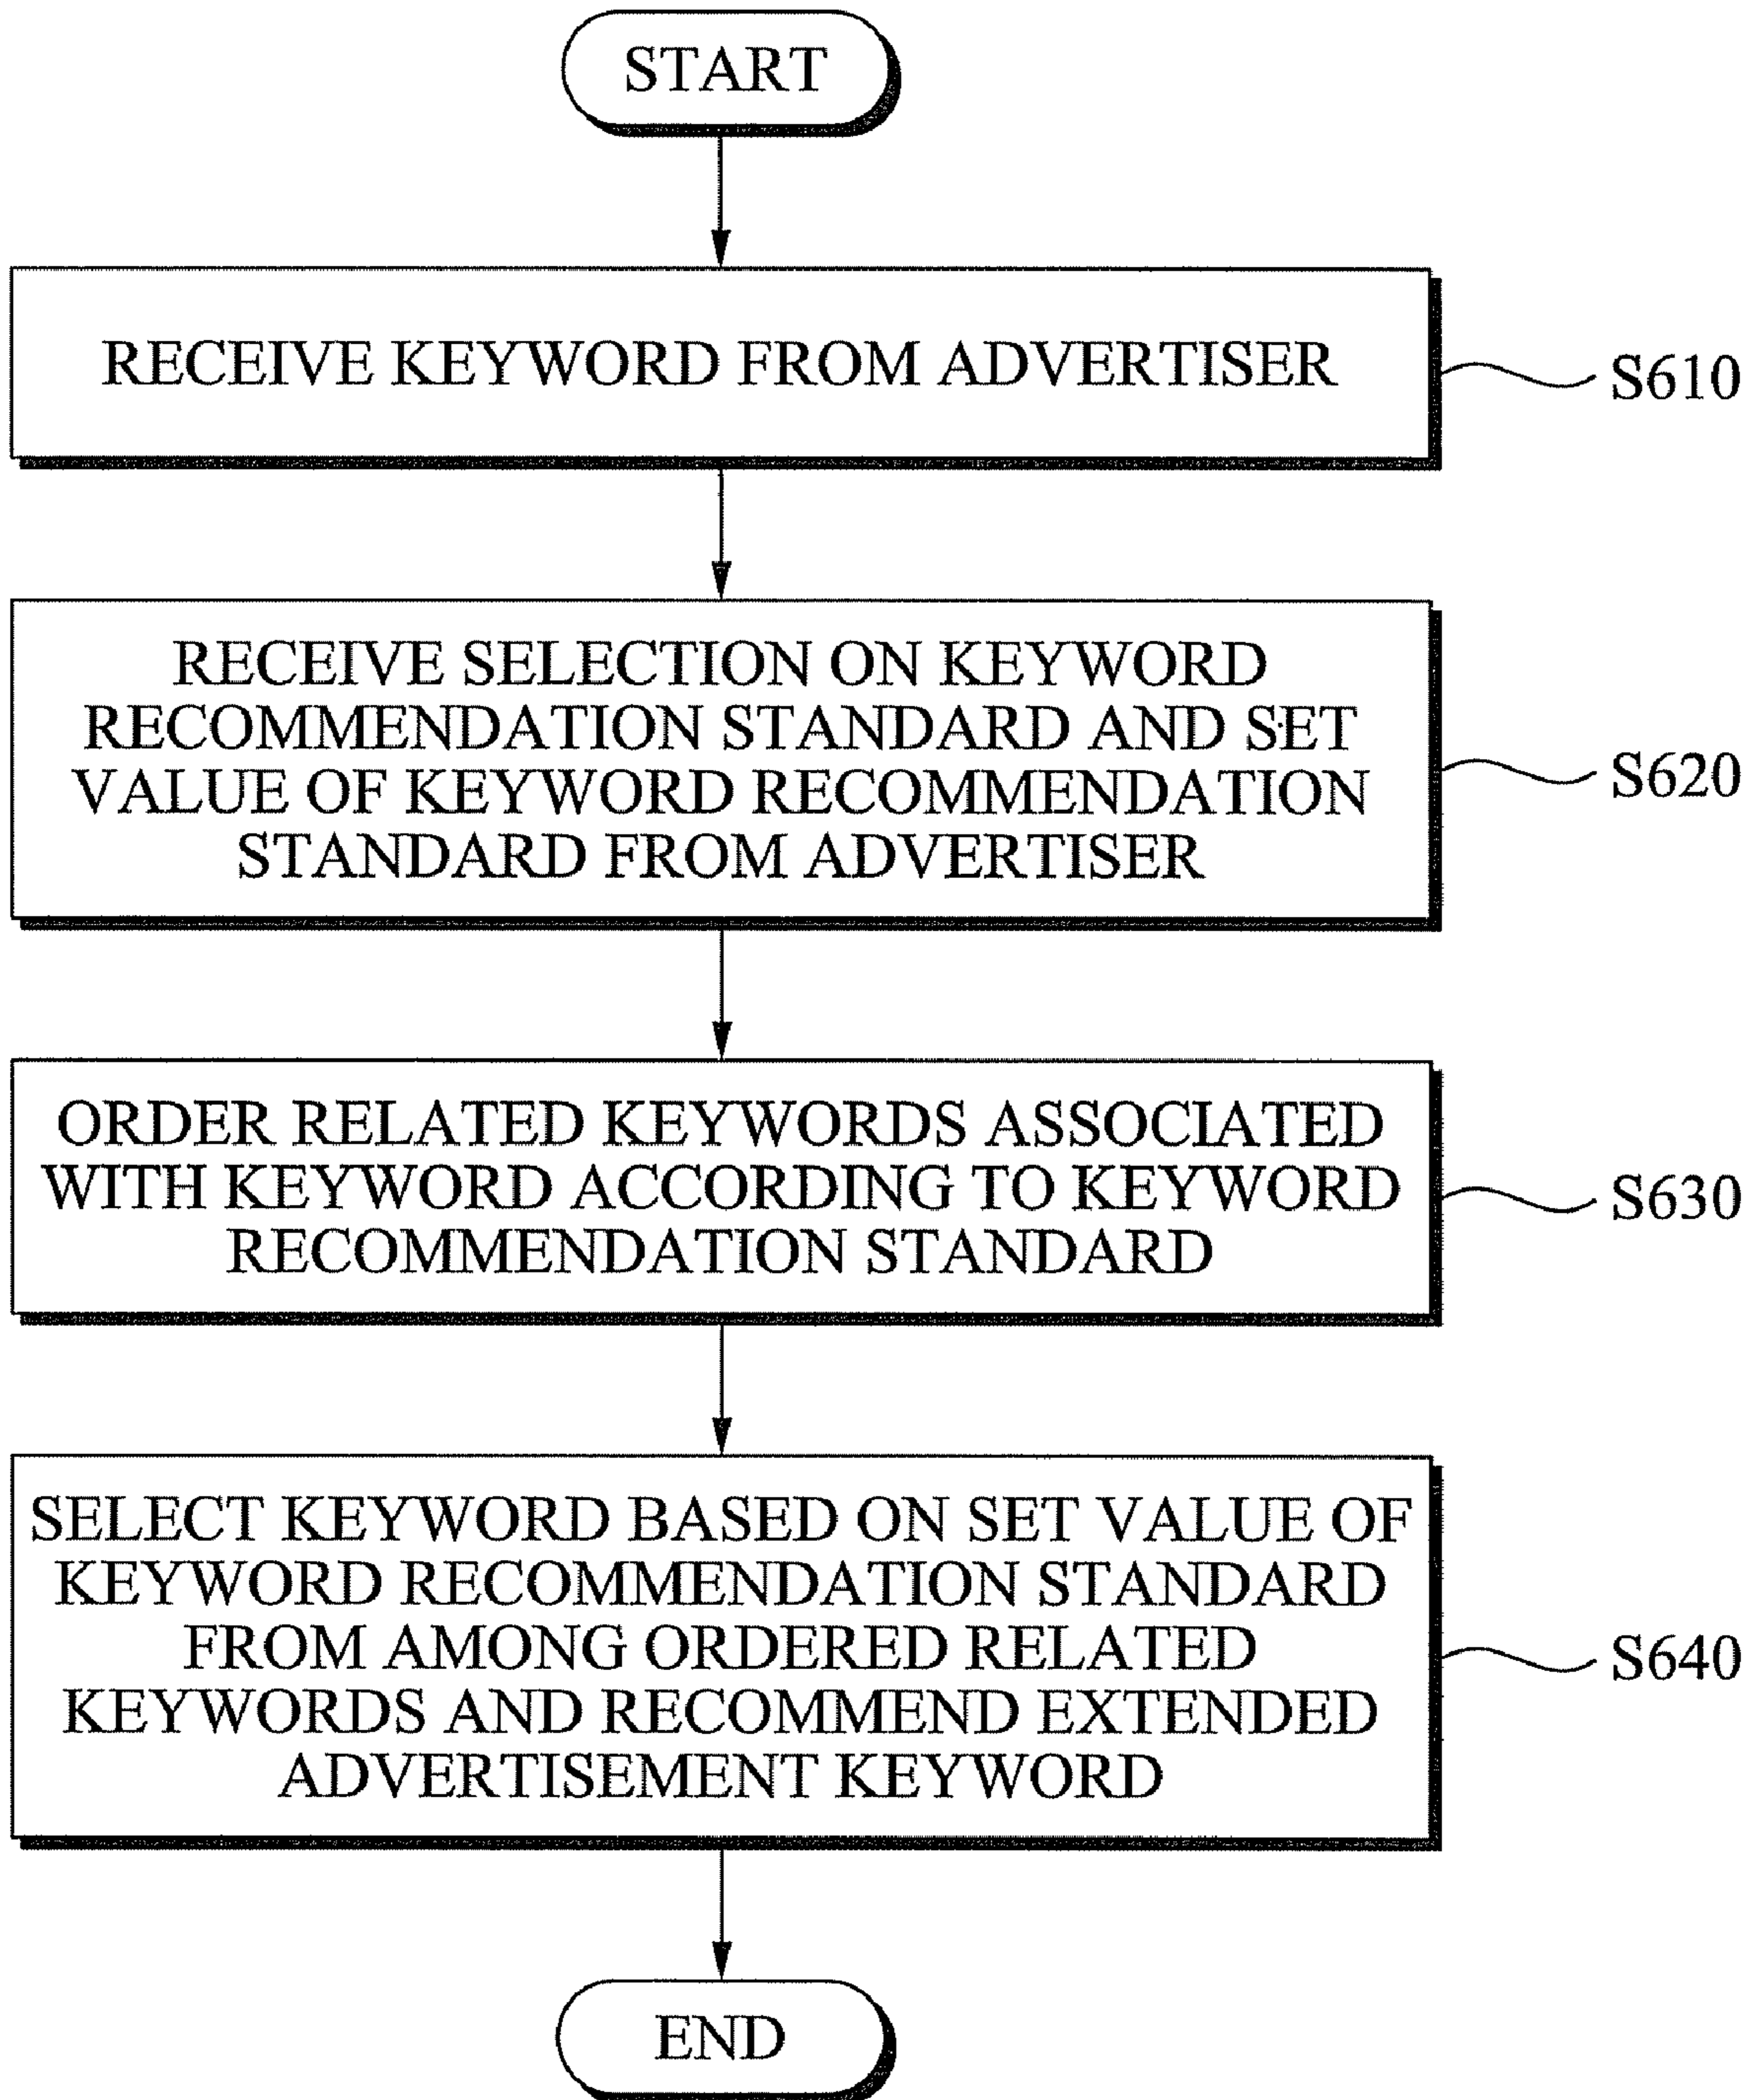 START
RECEIVE KEYWORD FROM ADVERTISER
S610
RECEIVE SELECTION ON KEYWORD
RECOMMENDATION STANDARD AND SET
VALUE OF KEYWORD RECOMMENDATION
STANDARD FROM ADVERTISER
S620
ORDER RELATED KEYWORDS ASSOCIATED
WITH KEYWORD ACCORDING TO KEYWORD
RECOMMENDATION STANDARD
S630
SELECT KEYWORD BASED ON SET VALUE OF
KEYWORD RECOMMENDATION STANDARD
FROM AMONG ORDERED RELATED
KEYWORDS AND RECOMMEND EXTENDED
ADVERTISEMENT KEYWORD
S640
END